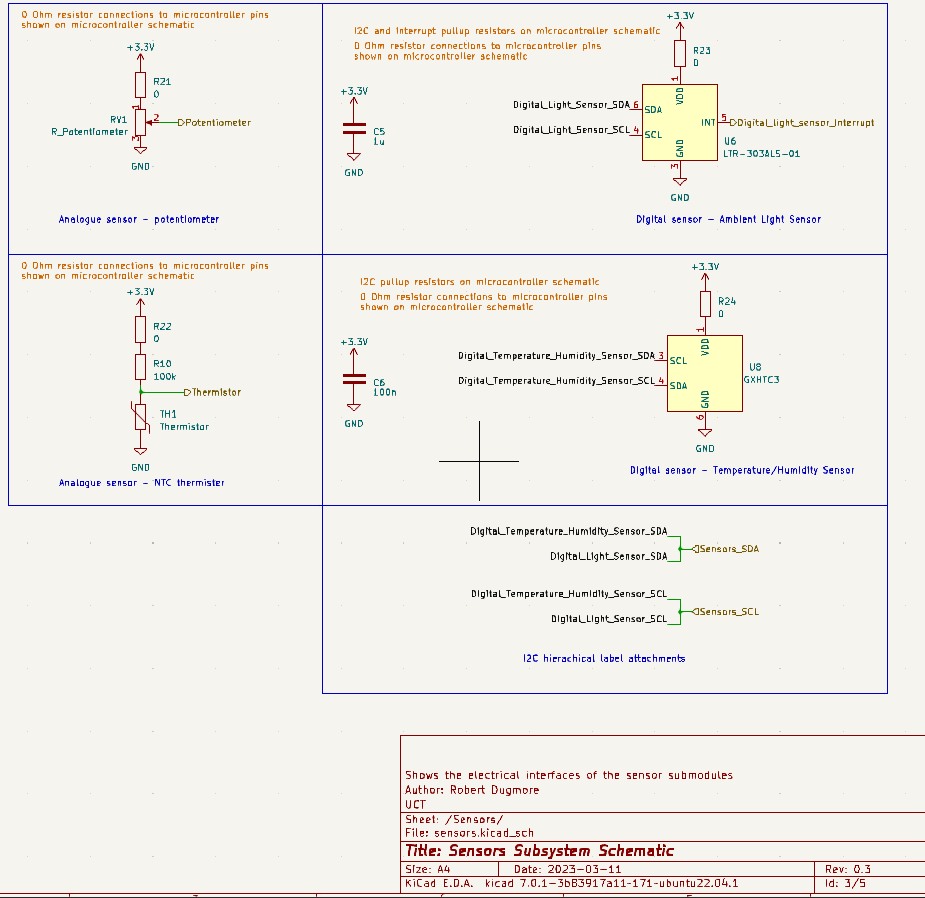 0 Ohm resistor connections to microcontroller pins
shown on microcontroller schematic
+3.3V
R21
0
1
RV1
R_Potentiometer
2
Potentiometer
3
GND
Analogue sensor - potentiometer
I2C and interrupt pullup resistors on microcontroller schematic
0 Ohm resistor connections to microcontroller pins
shown on microcontroller schematic
+3.3V
C5
1u
GND
+3.3V
R23
0
1
VDD
Digital_Light_Sensor_SDA 6 SDA
Digital_Light_Sensor_SCL 4 SCL
INT 5 Digital_light_sensor_interrupt
GND
3
U6
LTR-303ALS-01
GND
Digital sensor - Ambient Light Sensor
0 Ohm resistor connections to microcontroller pins
shown on microcontroller schematic
+3.3V
R22
0
R10
100k
Thermistor
TH1
Thermistor
GND
Analogue sensor - NTC thermister
I2C pullup resistors on microcontroller schematic
0 Ohm resistor connections to microcontroller pins
shown on microcontroller schematic
+3.3V
C6
100n
GND
+3.3V
R24
0
1
VDD
Digital_Temperature_Humidity_Sensor_SDA 3 SCL
Digital_Temperature_Humidity_Sensor_SCL 4 SDA
U8
GXHTC3
GND
6
GND
Digital sensor - Temperature/Humidity Sensor
Digital_Temperature_Humidity_Sensor_SDA
Sensors_SDA
Digital_Light_Sensor_SDA
Digital_Temperature_Humidity_Sensor_SCL
Sensors_SCL
Digital_Light_Sensor_SCL
I2C hierachical label attachments
Shows the electrical interfaces of the sensor submodules
Author: Robert Dugmore
UCT
Sheet: /Sensors/
File: sensors.kicad_sch
Title: Sensors Subsystem Schematic
Size: A4 Date: 2023-03-11 Rev: 0.3
KiCad E.D.A. kicad 7.0.1-3b83917a11-171-ubuntu22.04.1 Id: 3/5